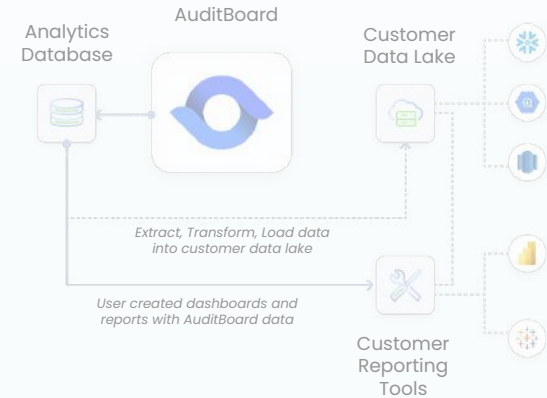 AuditBoard
Analytics
Database
Customer
Data Lake
Extract, Transform, Load data
into customer data lake
User created dashboards and
reports with AuditBoard data
Customer
Reporting
Tools